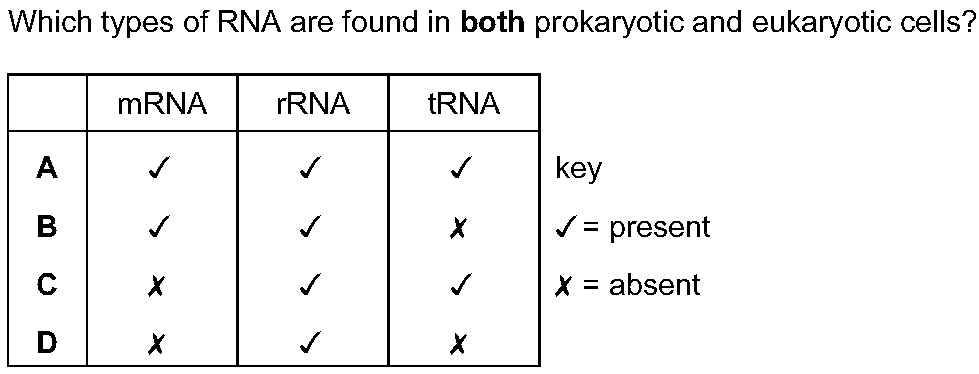 Which types of RNA are found in both prokaryotic and eukaryotic cells?
mRNA rRNA tRNA
A ✓ ✓ ✓ key
B ✓ ✓ ✗ ✓ = present
C ✗ ✓ ✓ ✗ = absent
D ✗ ✓ ✗